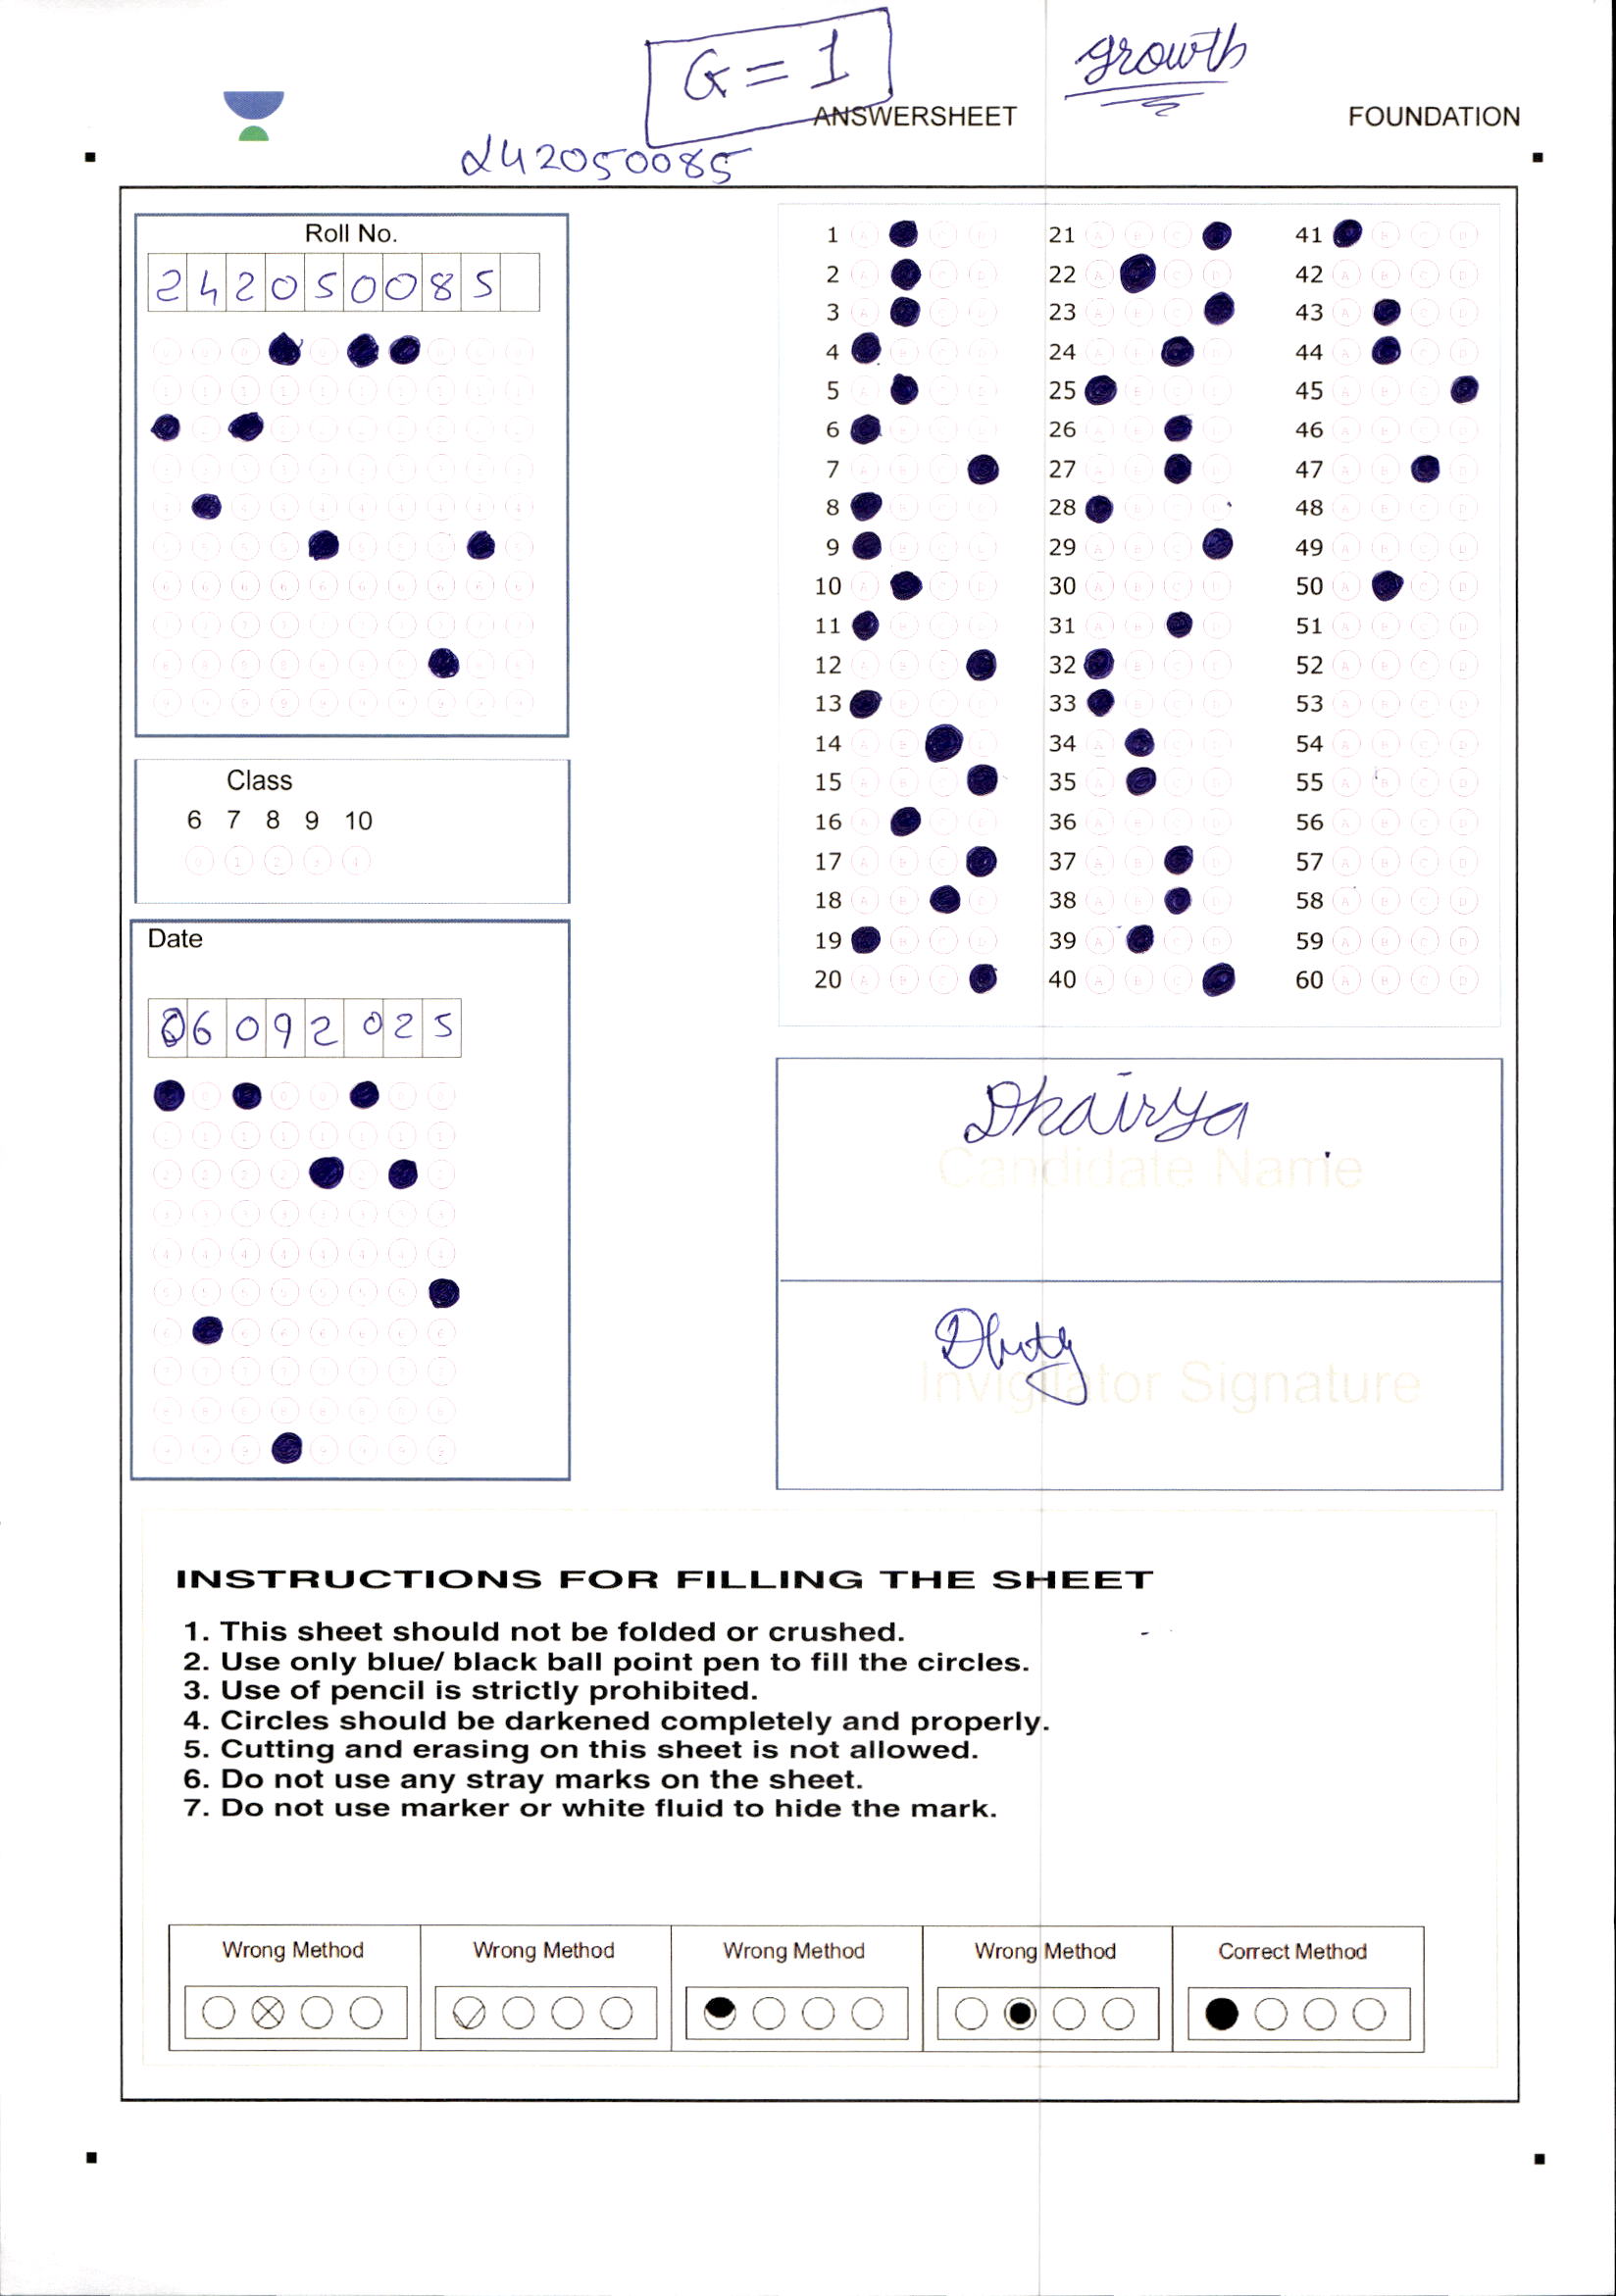 G = 1
growth
ANSWERSHEET
FOUNDATION
242050085
Roll No.
2 4 2 0 5 0 0 8 5
Class
6 7 8 9 10
Date
0 6 0 9 2 0 2 5
1 A B C D
2 A B C D
3 A B C D
4 A B C D
5 A B C D
6 A B C D
7 A B C D
8 A B C D
9 A B C D
10 A B C D
11 A B C D
12 A B C D
13 A B C D
14 A B C D
15 A B C D
16 A B C D
17 A B C D
18 A B C D
19 A B C D
20 A B C D
21 A B C D
22 A B C D
23 A B C D
24 A B C D
25 A B C D
26 A B C D
27 A B C D
28 A B C D
29 A B C D
30 A B C D
31 A B C D
32 A B C D
33 A B C D
34 A B C D
35 A B C D
36 A B C D
37 A B C D
38 A B C D
39 A B C D
40 A B C D
41 A B C D
42 A B C D
43 A B C D
44 A B C D
45 A B C D
46 A B C D
47 A B C D
48 A B C D
49 A B C D
50 A B C D
51 A B C D
52 A B C D
53 A B C D
54 A B C D
55 A B C D
56 A B C D
57 A B C D
58 A B C D
59 A B C D
60 A B C D
Dhairya
Candidate Name
Invigilator Signature
INSTRUCTIONS FOR FILLING THE SHEET
1. This sheet should not be folded or crushed.
2. Use only blue/ black ball point pen to fill the circles.
3. Use of pencil is strictly prohibited.
4. Circles should be darkened completely and properly.
5. Cutting and erasing on this sheet is not allowed.
6. Do not use any stray marks on the sheet.
7. Do not use marker or white fluid to hide the mark.
Wrong Method
Wrong Method
Wrong Method
Wrong Method
Correct Method